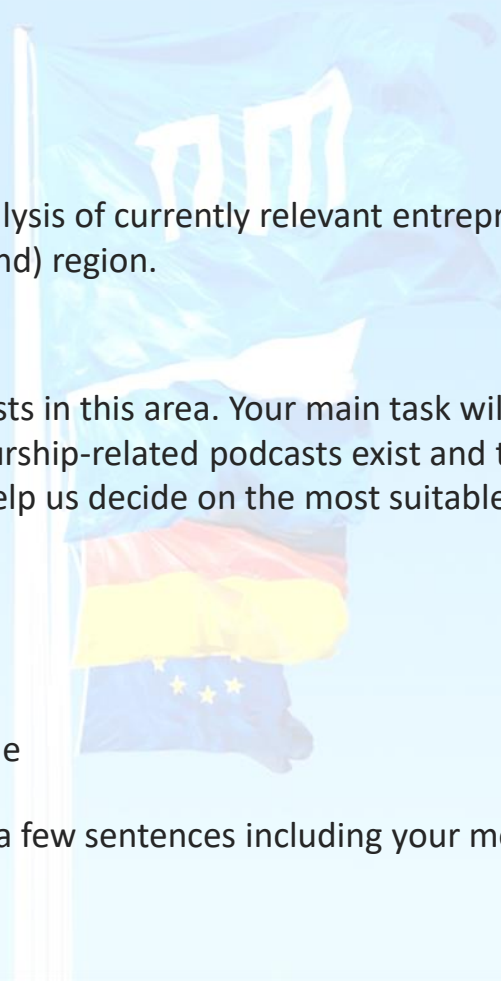 lysis of currently relevant entrepr
nd) region.
sts in this area. Your main task wil
urship-related podcasts exist and t
elp us decide on the most suitable
e
a few sentences including your m